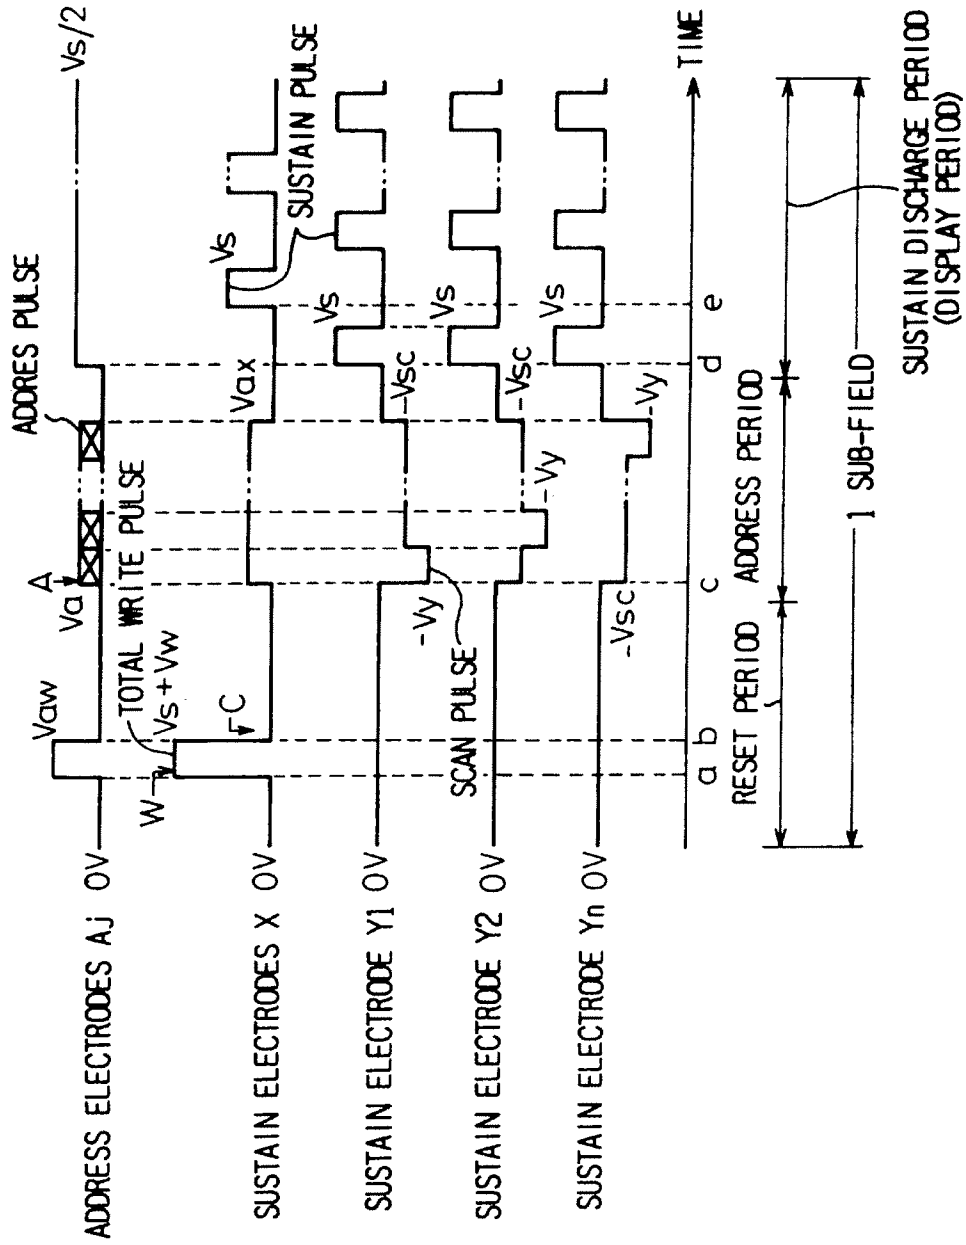 ADDRES PULSE
Vs/2
A
Va
Vaw
ADDRESS ELECTRODES Aj 0V
TOTAL WRITE PULSE
W
Vs+Vw
C
Vax
Vs
SUSTAIN PULSE
SUSTAIN ELECTRODES X 0V
Vs
-Vsc
-Vy
SUSTAIN ELECTRODE Y1 0V
SCAN PULSE
Vs
-Vsc
-Vy
SUSTAIN ELECTRODE Y2 0V
Vs
-Vsc
-Vy
SUSTAIN ELECTRODE Yn 0V
a b c d e
TIME
RESET PERIOD
ADDRESS PERIOD
1 SUB-FIELD
SUSTAIN DISCHARGE PERIOD
(DISPLAY PERIOD)